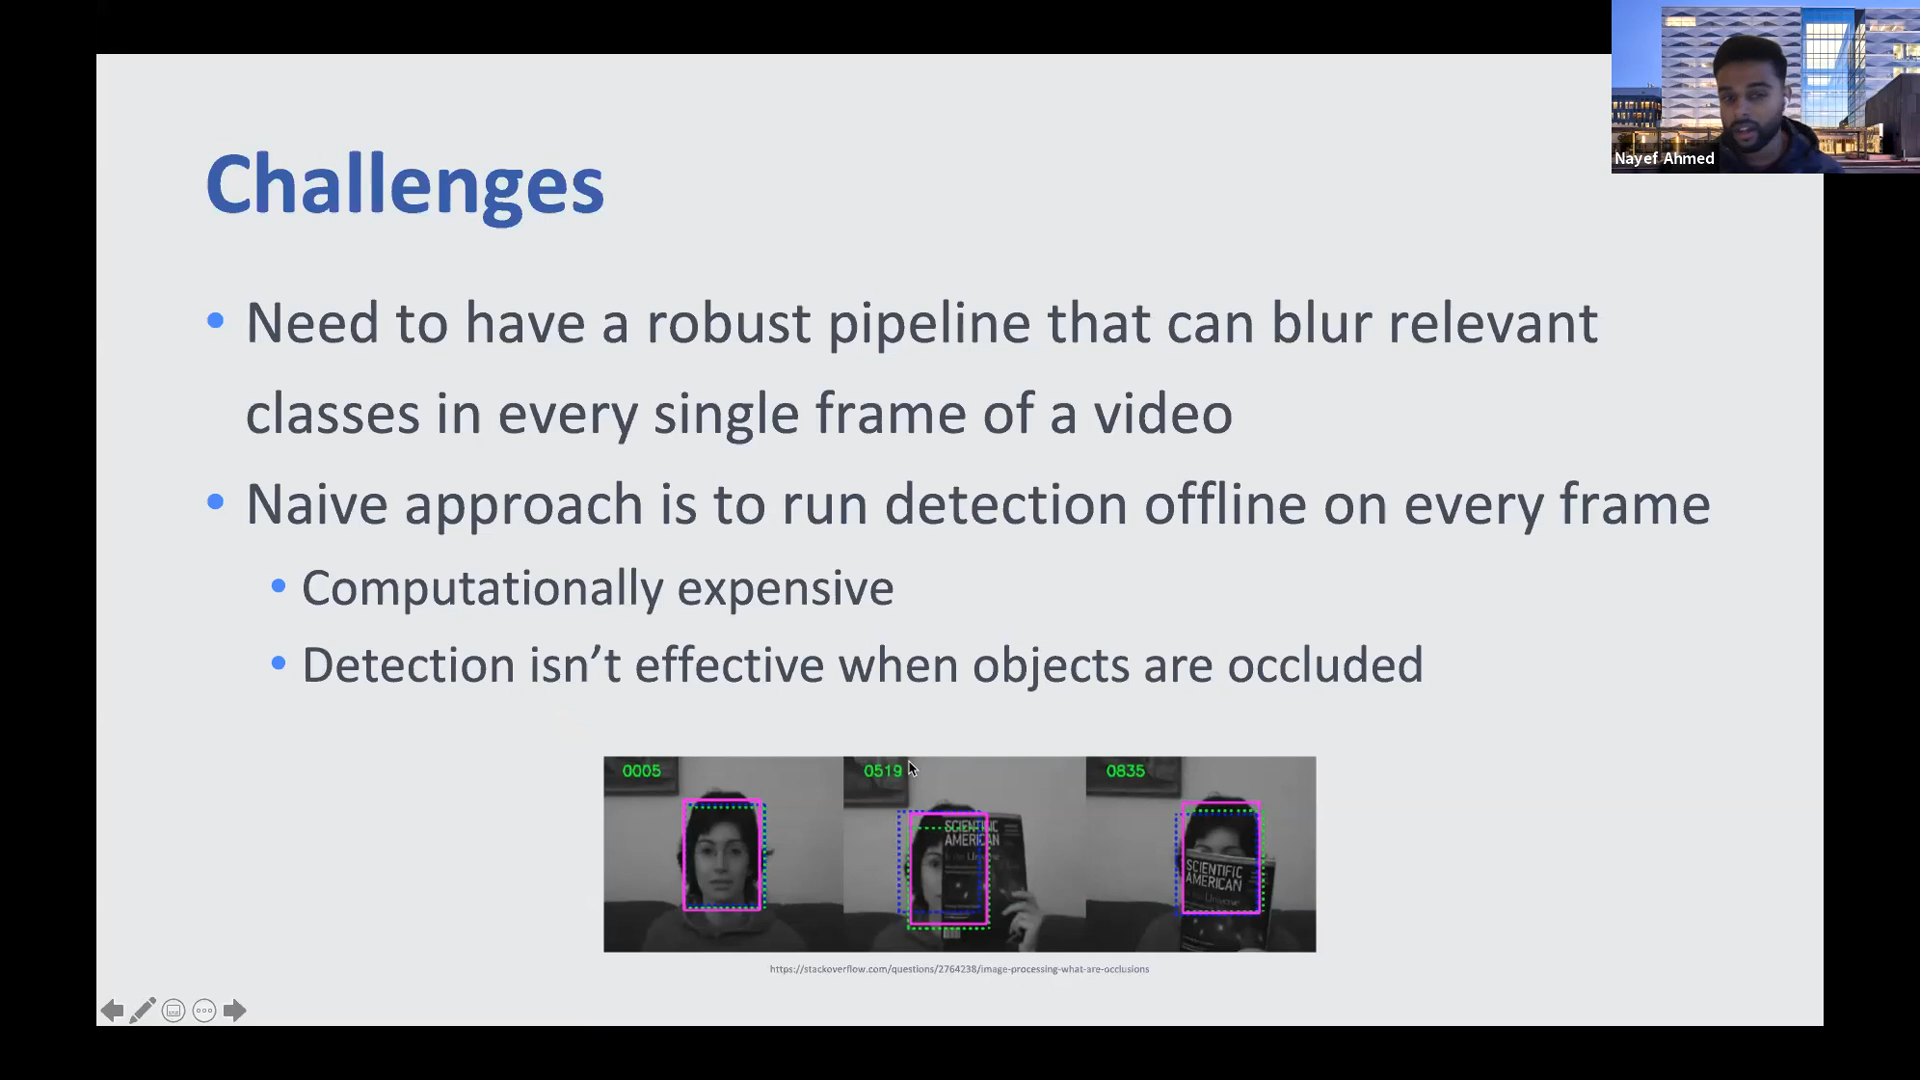 Nayef Ahmed
Challenges
• Need to have a robust pipeline that can blur relevant
classes in every single frame of a video
• Naive approach is to run detection offline on every frame
• Computationally expensive
• Detection isn’t effective when objects are occluded
0005
0519
0835
SCIENTIFIC
AMERICAN
SCIENTIFIC
AMERICAN
https://stackoverflow.com/questions/2764238/image-processing-what-are-occlusions